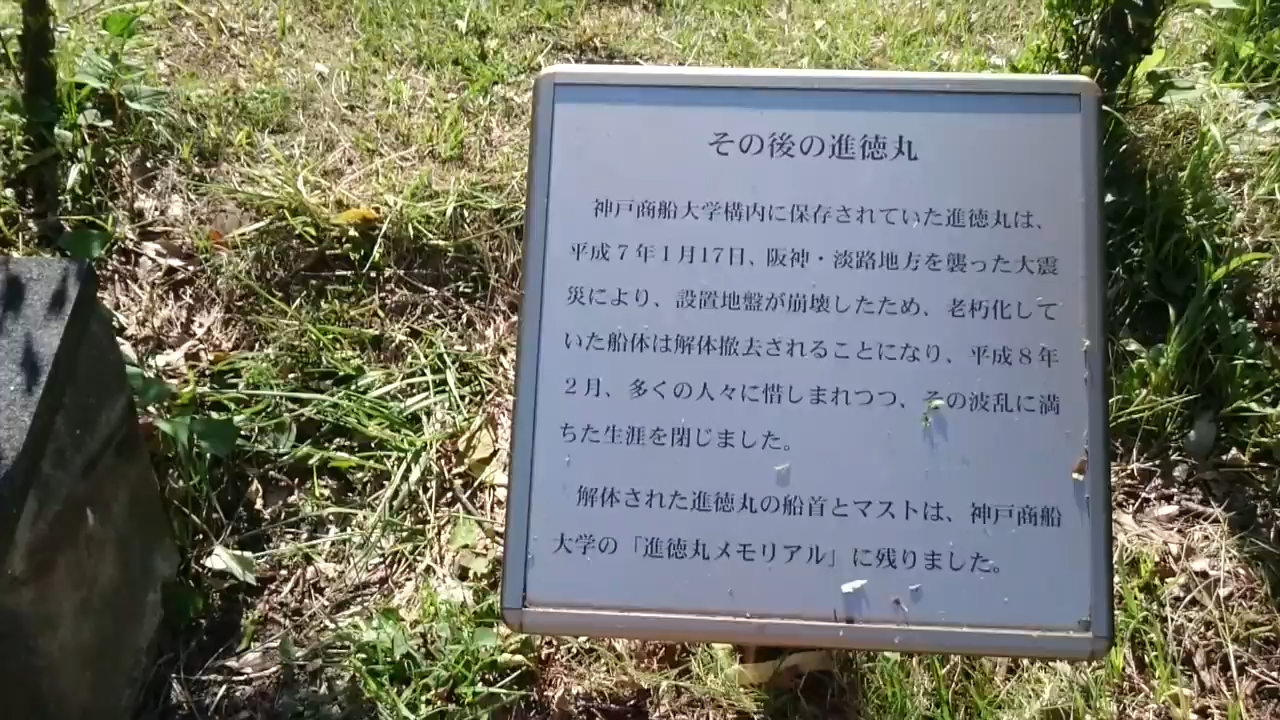 その後の進徳丸
神戸商船大学構内に保存されていた進徳丸は、
平成7年1月17日、阪神・淡路地方を襲った大震
災により、設置地盤が崩壊したため、老朽化して
いた船体は解体撤去されることになり、平成8年
2月、多くの人々に惜しまれつつ、その波乱に満
ちた生涯を閉じました。
解体された進徳丸の船首とマストは、神戸商船
大学の「進徳丸メモリアル」に残りました。